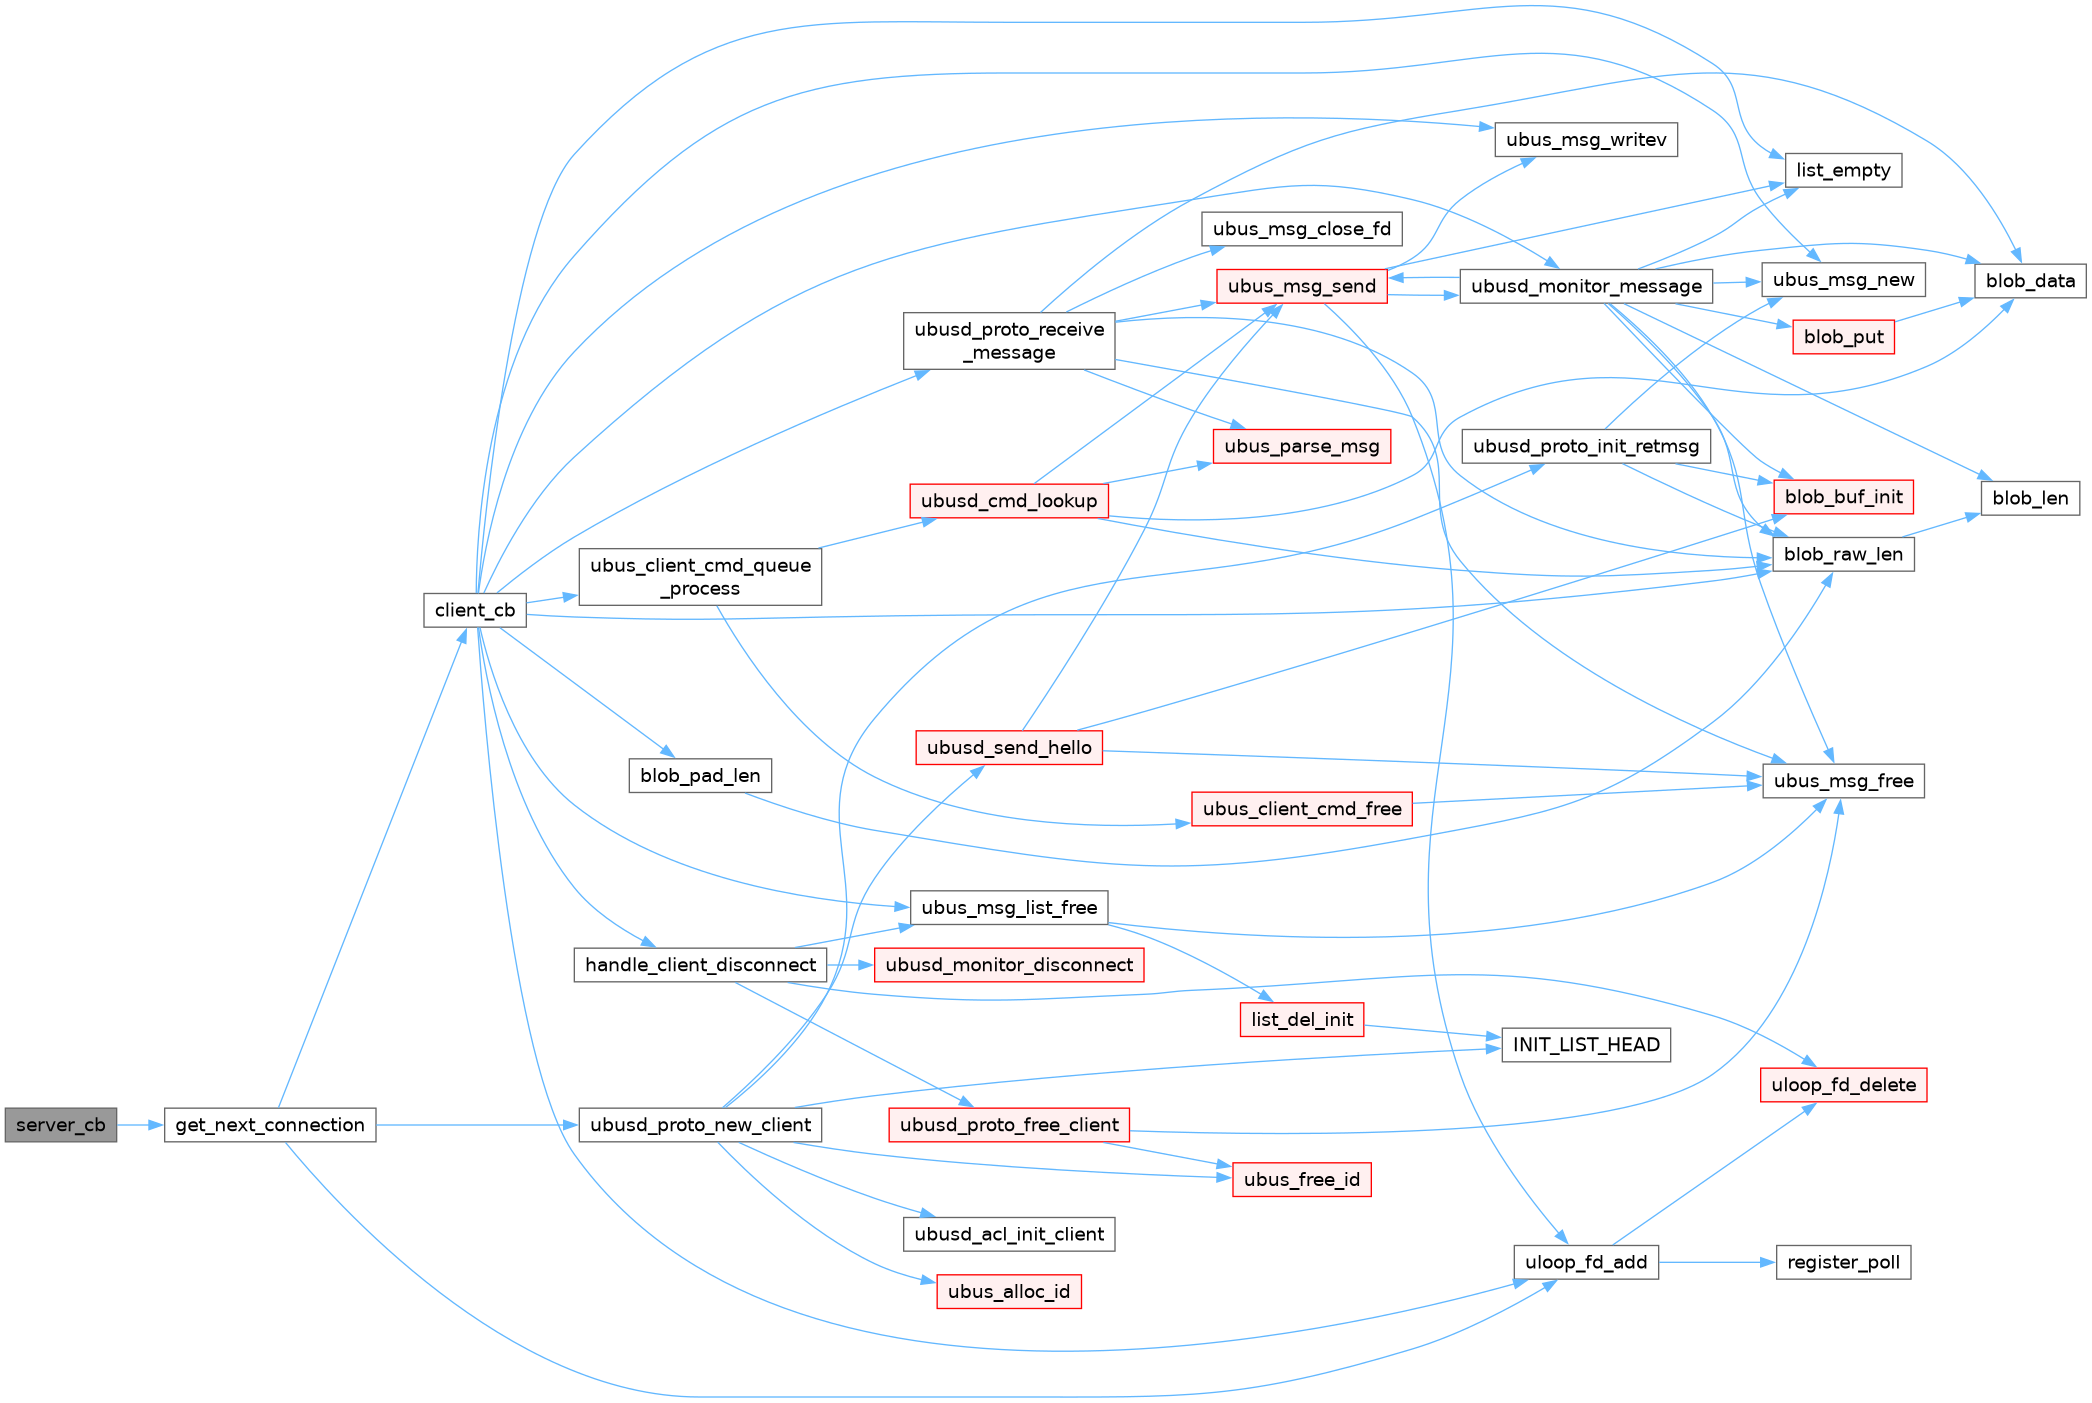 ubus_msg_writev
list_empty
ubus_msg_close_fd
ubus_msg_new
blob_data
ubus_msg_send
ubusd_monitor_message
ubusd_proto_receive
_message
blob_put
ubus_parse_msg
ubusd_proto_init_retmsg
ubusd_cmd_lookup
blob_buf_init
blob_len
blob_raw_len
ubus_client_cmd_queue
_process
client_cb
ubusd_send_hello
blob_pad_len
ubus_msg_free
ubus_client_cmd_free
ubus_msg_list_free
handle_client_disconnect
ubusd_monitor_disconnect
list_del_init
INIT_LIST_HEAD
uloop_fd_delete
server_cb
get_next_connection
ubusd_proto_new_client
ubusd_proto_free_client
ubus_free_id
ubusd_acl_init_client
uloop_fd_add
register_poll
ubus_alloc_id